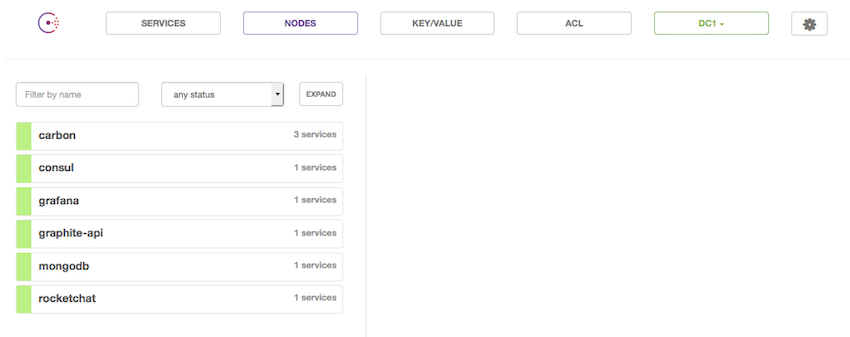 SERVICES NODES KEY/VALUE ACL DC1
Filter by name any status EXPAND
carbon 3 services
consul 1 services
grafana 1 services
graphite-api 1 services
mongodb 1 services
rocketchat 1 services